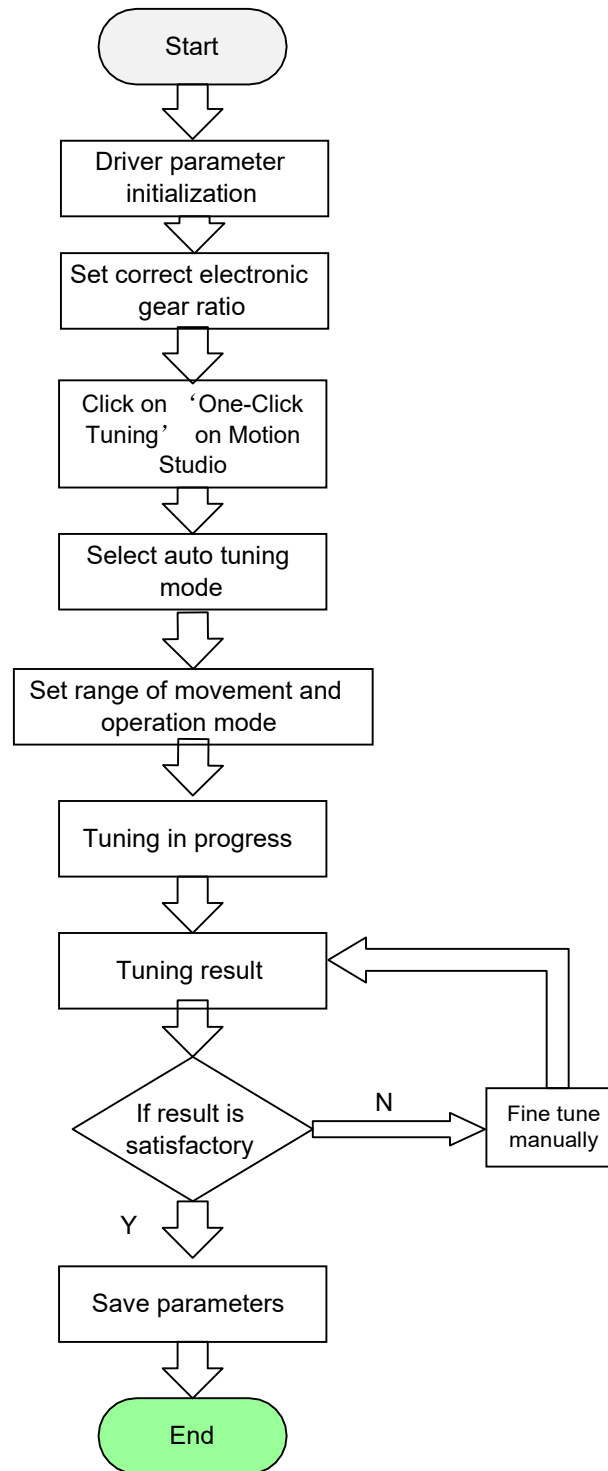 Start
Driver parameter
initialization
Set correct electronic
gear ratio
Click on ‘One-Click
Tuning’ on Motion
Studio
Select auto tuning
mode
Set range of movement and
operation mode
Tuning in progress
Tuning result
If result is
satisfactory
N
Fine tune
manually
Y
Save parameters
End